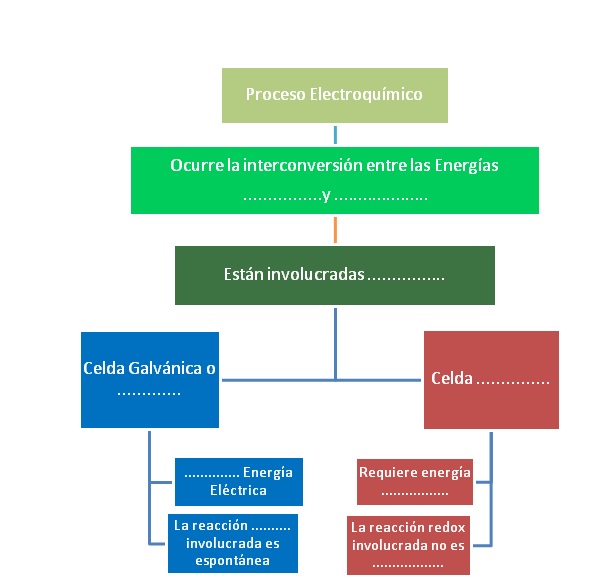 Proceso Electroquímico
Ocurre la interconversión entre las Energías
................y ...................
Están involucradas................
Celda Galvánica o
.............
Celda ...............
.............. Energía
Eléctrica
La reacción ..........
involucrada es
espontánea
Requiere energía
.................
La reacción redox
involucrada no es
..................